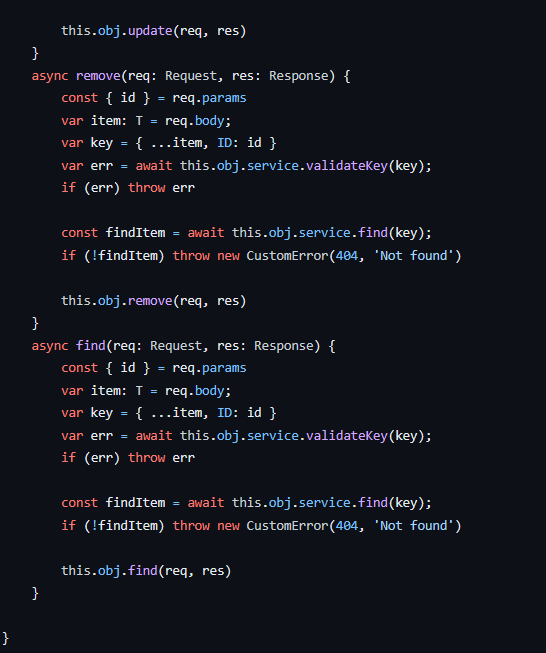 this.obj.update(req, res)
    }
    async remove(req: Request, res: Response) {
        const { id } = req.params
        var item: T = req.body;
        var key = { ...item, ID: id }
        var err = await this.obj.service.validateKey(key);
        if (err) throw err

        const findItem = await this.obj.service.find(key);
        if (!findItem) throw new CustomError(404, 'Not found')

        this.obj.remove(req, res)
    }
    async find(req: Request, res: Response) {
        const { id } = req.params
        var item: T = req.body;
        var key = { ...item, ID: id }
        var err = await this.obj.service.validateKey(key);
        if (err) throw err

        const findItem = await this.obj.service.find(key);
        if (!findItem) throw new CustomError(404, 'Not found')

        this.obj.find(req, res)
    }

}